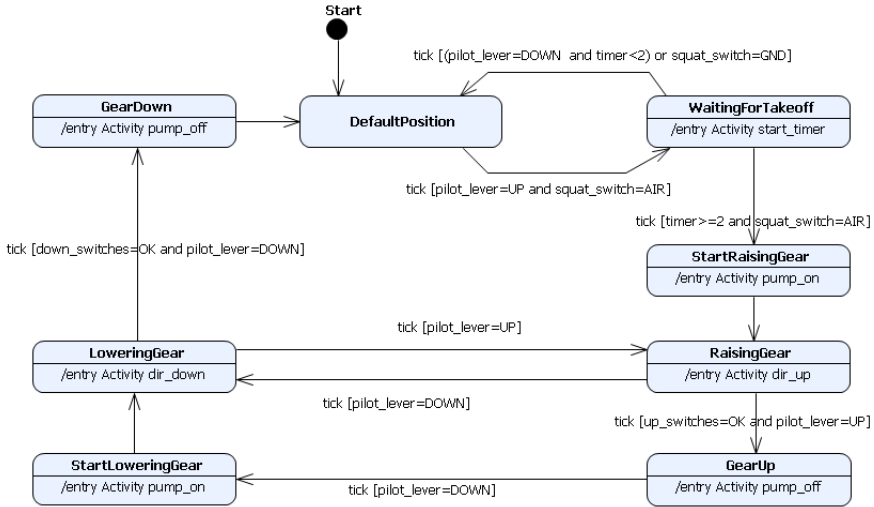 Start
tick [(pilot_lever=DOWN  and timer<2) or squat_switch=GND]
GearDown
/entry Activity pump_off
DefaultPosition
WaitingForTakeoff
/entry Activity start_timer
tick [pilot_lever=UP and squat_switch=AIR]
tick [timer>=2 and squat_switch=AIR]
tick [down_switches=OK and pilot_lever=DOWN]
StartRaisingGear
/entry Activity pump_on
tick [pilot_lever=UP]
LoweringGear
/entry Activity dir_down
RaisingGear
/entry Activity dir_up
tick [pilot_lever=DOWN]
tick [up_switches=OK and pilot_lever=UP]
StartLoweringGear
/entry Activity pump_on
GearUp
/entry Activity pump_off
tick [pilot_lever=DOWN]